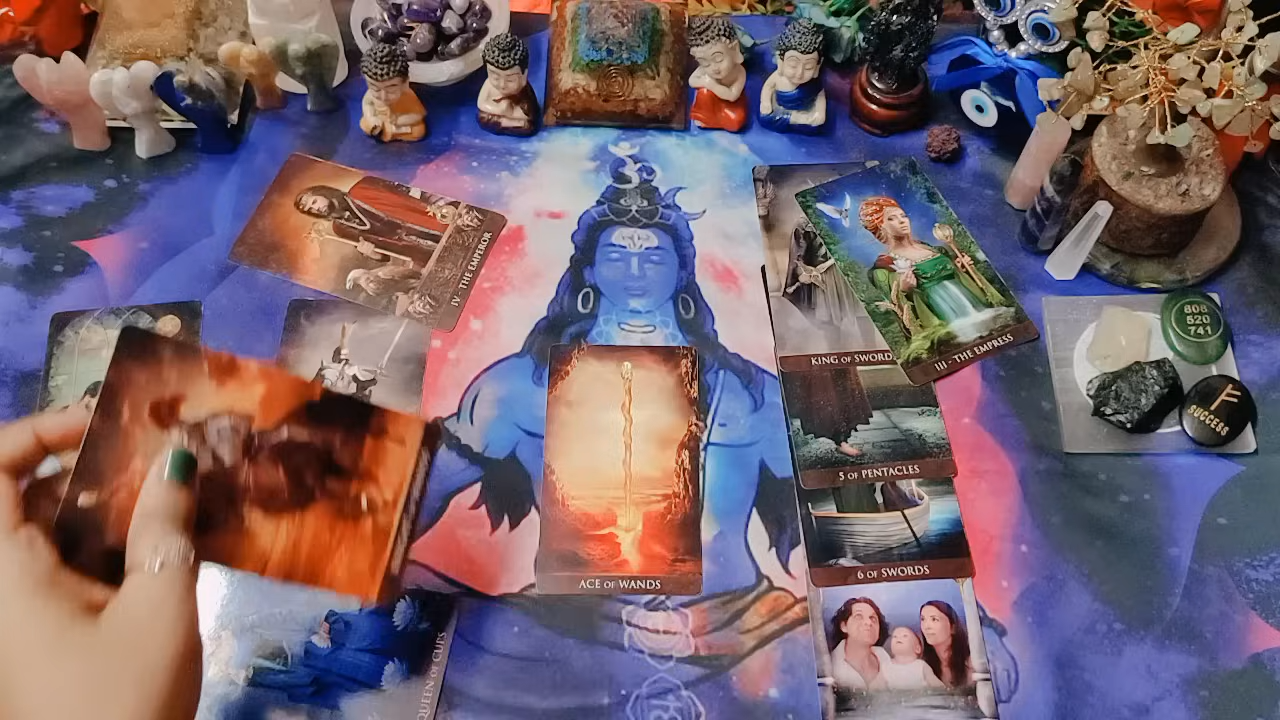 IV - THE EMPEROR
KING OF SWORD
III - THE EMPRESS
808
520
741
SUCCESS
5 OF PENTACLES
6 OF SWORDS
ACE OF WANDS
QUEEN OF CUPS